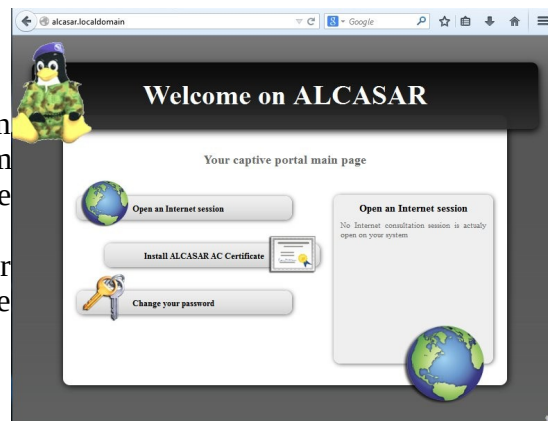 alcasar.localdomain
8 Google
Welcome on ALCASAR
Your captive portal main page
Open an Internet session
Install ALCASAR AC Certificate
Change your password
Open an Internet session
No Internet consultation session is actualy
open on your system